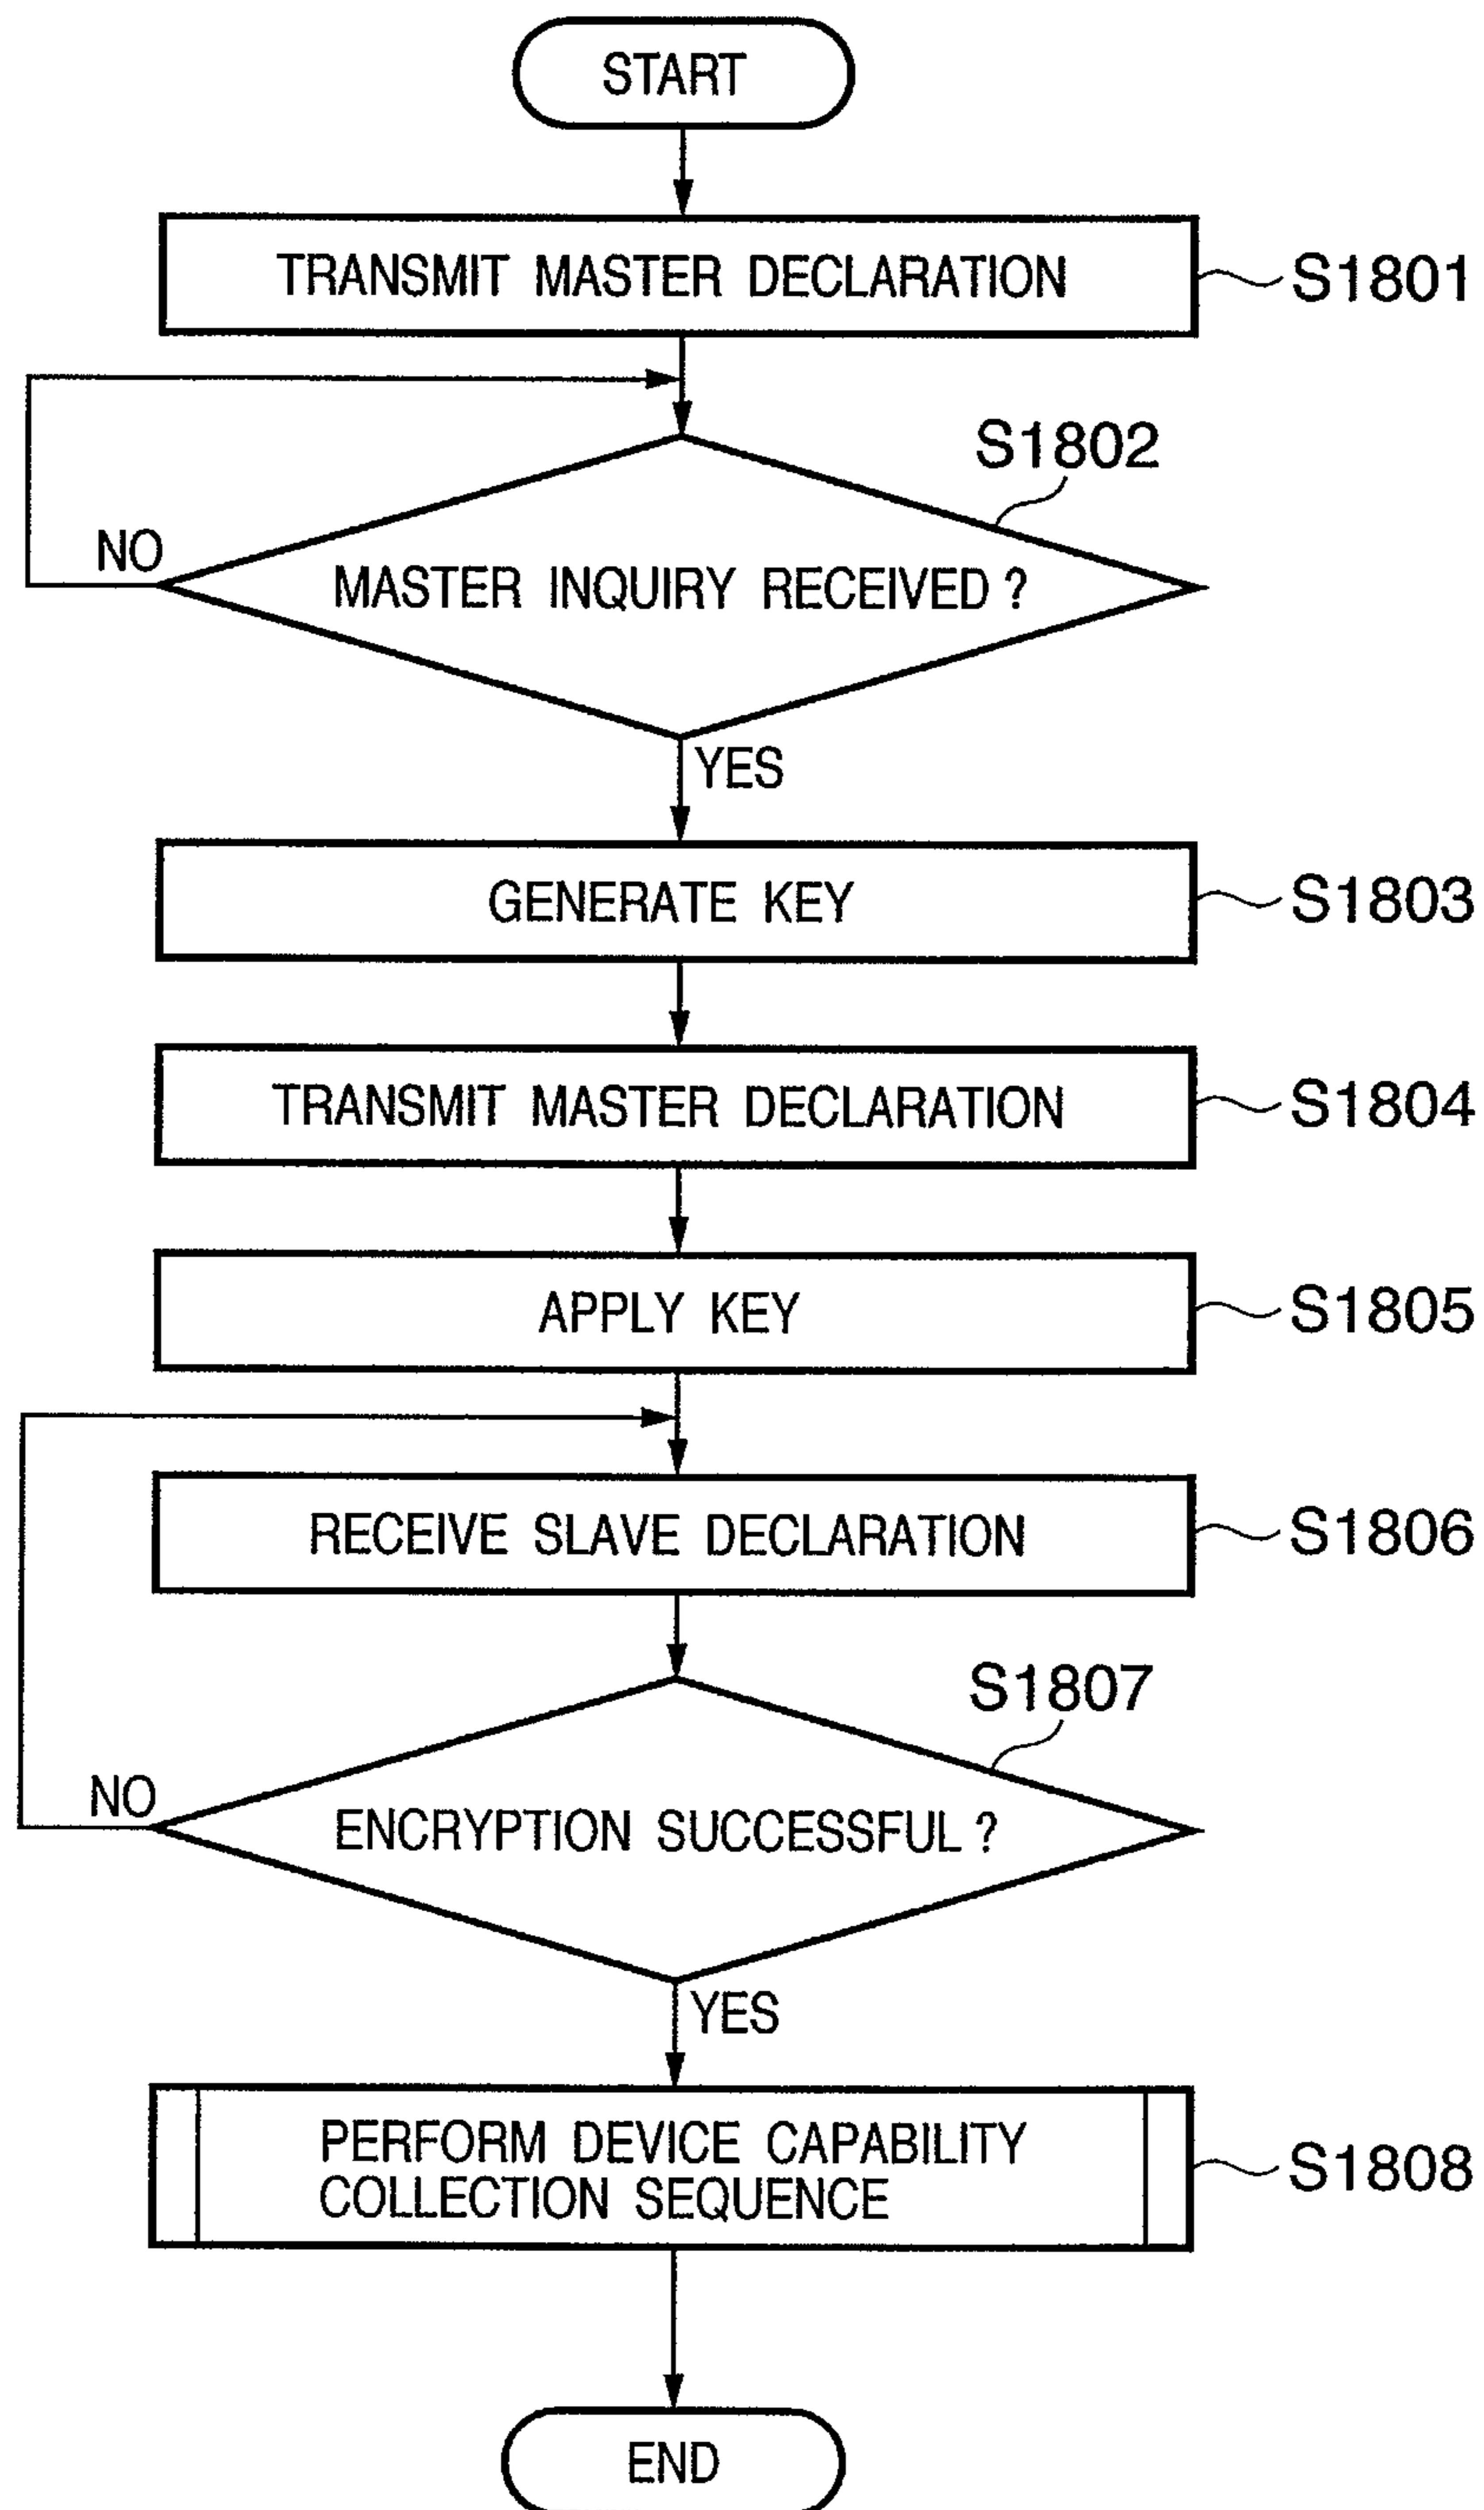 START
TRANSMIT MASTER DECLARATION
S1801
S1802
NO
MASTER INQUIRY RECEIVED ?
YES
GENERATE KEY
S1803
TRANSMIT MASTER DECLARATION
S1804
APPLY KEY
S1805
RECEIVE SLAVE DECLARATION
S1806
S1807
NO
ENCRYPTION SUCCESSFUL ?
YES
PERFORM DEVICE CAPABILITY
COLLECTION SEQUENCE
S1808
END